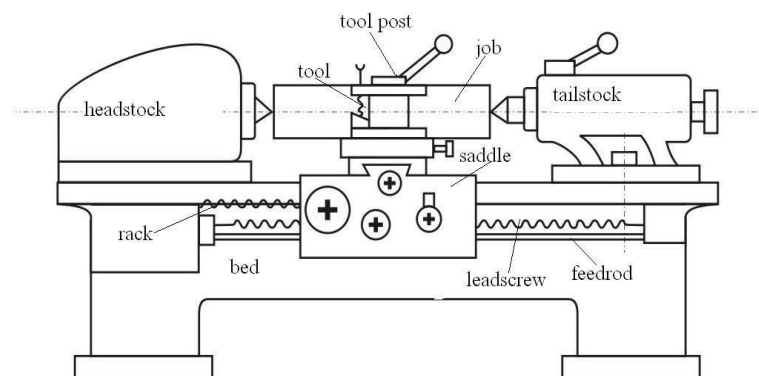 tool post
job
tool
headstock
tailstock
saddle
rack
bed
leadscrew
feedrod